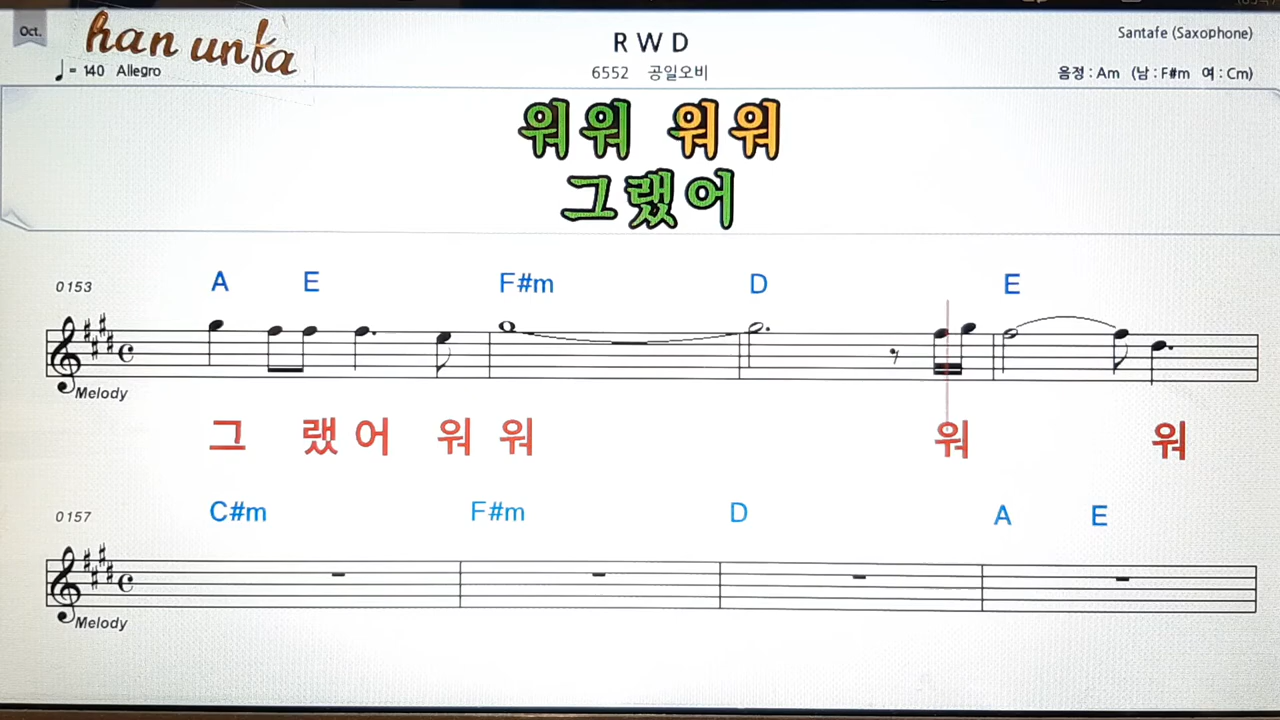 Oct.
han unfa
♩= 140 Allegro
R W D
6552 공일오비
Santafe (Saxophone)
음정 : Am (남 : F#m 여 : Cm)
워워 워워
그랬어
0153
A E F#m D E
Melody
그 랬 어 워 워 워 워
0157
C#m F#m D A E
Melody